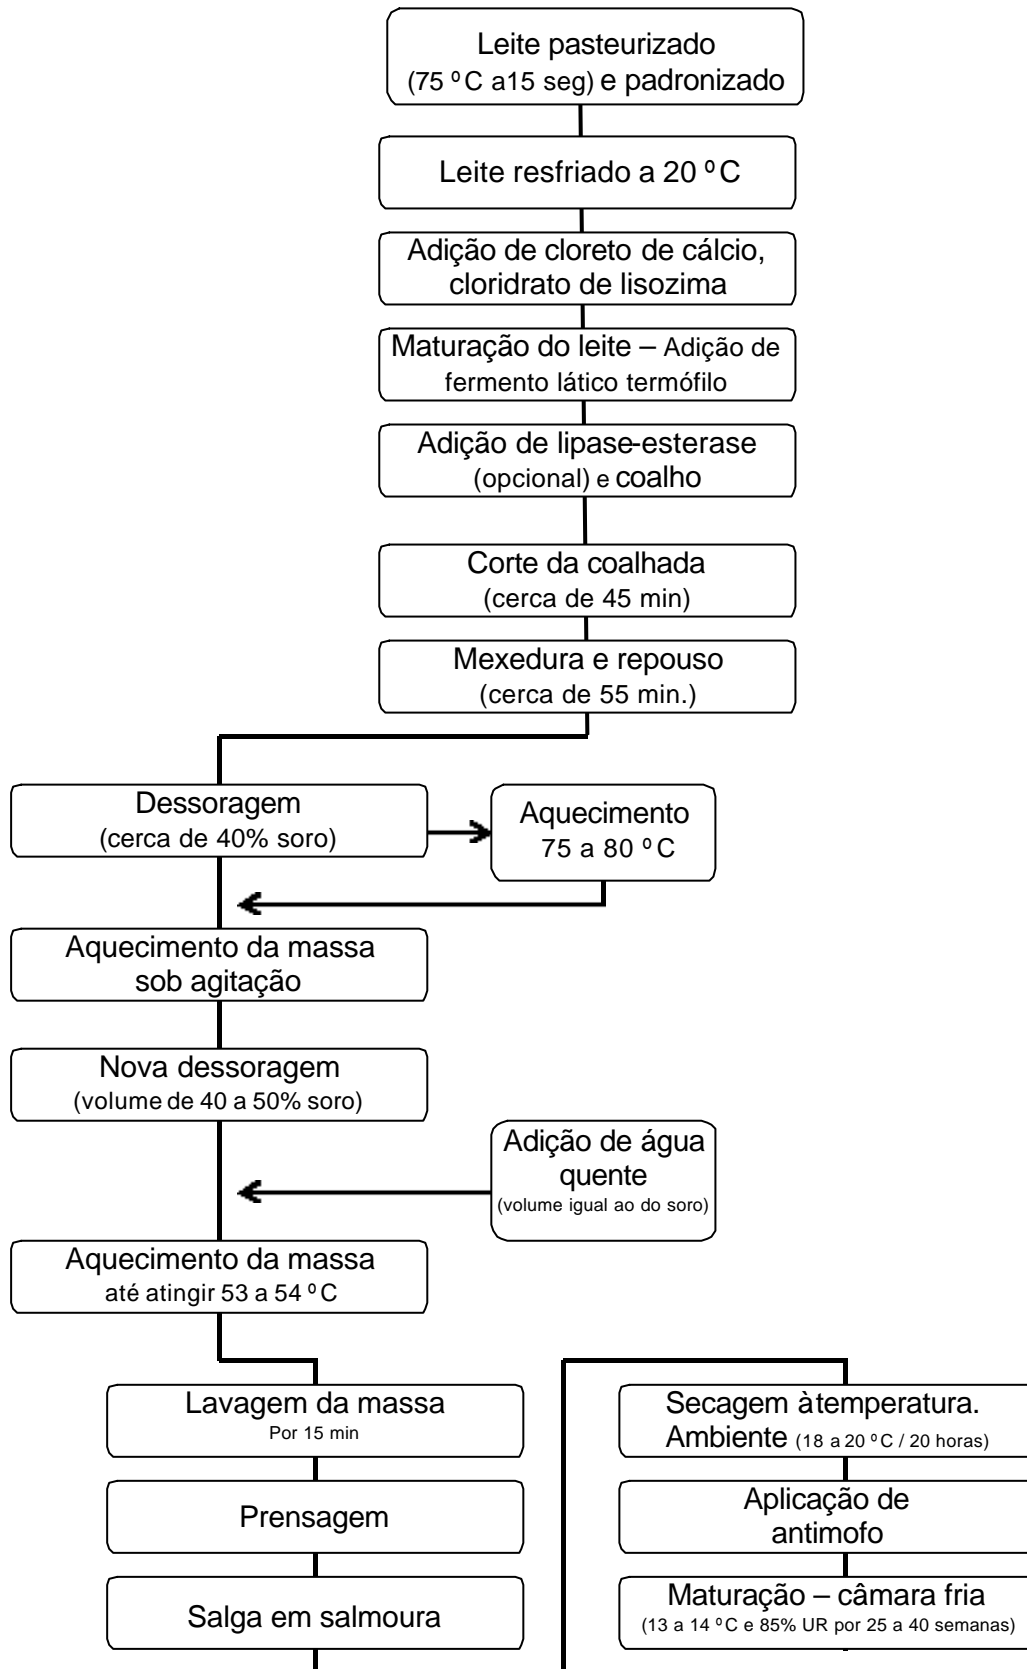 Leite pasteurizado
(75 ºC a15 seg) e padronizado
Leite resfriado a 20 ºC
Adição de cloreto de cálcio,
cloridrato de lisozima
Maturação do leite – Adição de
fermento lático termófilo
Adição de lipase-esterase
(opcional) e coalho
Corte da coalhada
(cerca de 45 min)
Mexedura e repouso
(cerca de 55 min.)
Dessoragem
(cerca de 40% soro)
Aquecimento
75 a 80 ºC
Aquecimento da massa
sob agitação
Nova dessoragem
(volume de 40 a 50% soro)
Adição de água
quente
(volume igual ao do soro)
Aquecimento da massa
até atingir 53 a 54 ºC
Lavagem da massa
Por 15 min
Prensagem
Salga em salmoura
Secagem àtemperatura.
Ambiente (18 a 20 ºC / 20 horas)
Aplicação de
antimofo
Maturação – câmara fria
(13 a 14 ºC e 85% UR por 25 a 40 semanas)